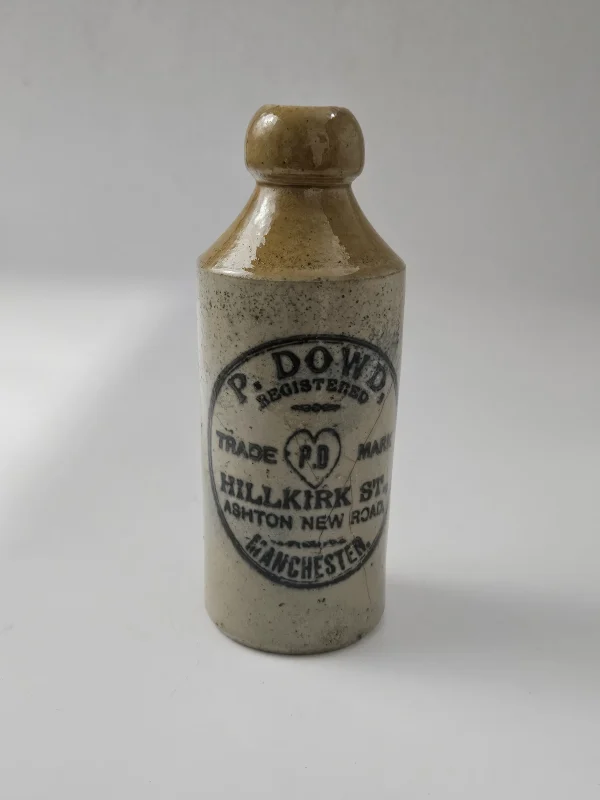 P. DOWD,
REGISTERED
TRADE P.D MARK
HILLKIRK ST.,
ASHTON NEW ROAD,
MANCHESTER.